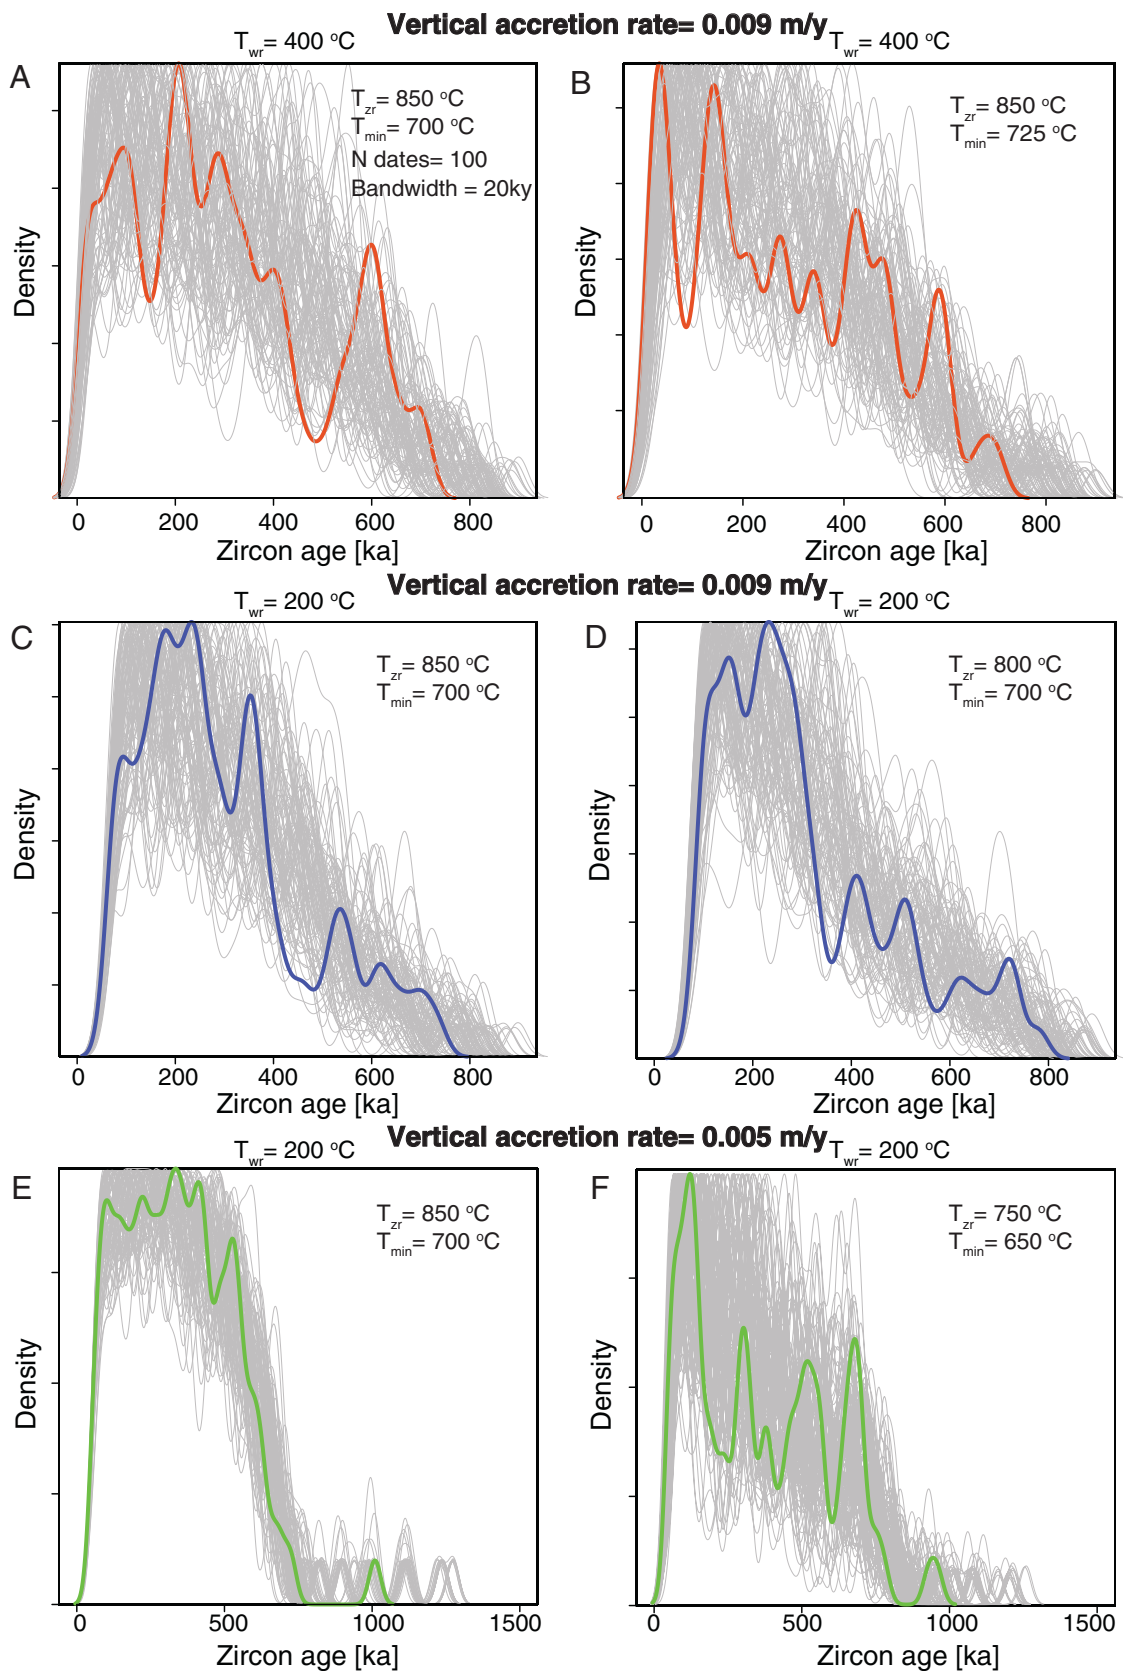 Vertical accretion rate= 0.009 m/y
Twr= 400 °C
Twr= 400 °C
A
Tzr= 850 °C
Tmin= 700 °C
N dates= 100
Bandwidth = 20ky
Density
0 200 400 600 800
Zircon age [ka]
B
Tzr= 850 °C
Tmin= 725 °C
Density
0 200 400 600 800
Zircon age [ka]
Vertical accretion rate= 0.009 m/y
Twr= 200 °C
Twr= 200 °C
C
Tzr= 850 °C
Tmin= 700 °C
Density
0 200 400 600 800
Zircon age [ka]
D
Tzr= 800 °C
Tmin= 700 °C
Density
0 200 400 600 800
Zircon age [ka]
Vertical accretion rate= 0.005 m/y
Twr= 200 °C
Twr= 200 °C
E
Tzr= 850 °C
Tmin= 700 °C
Density
0 500 1000 1500
Zircon age [ka]
F
Tzr= 750 °C
Tmin= 650 °C
Density
0 500 1000 1500
Zircon age [ka]